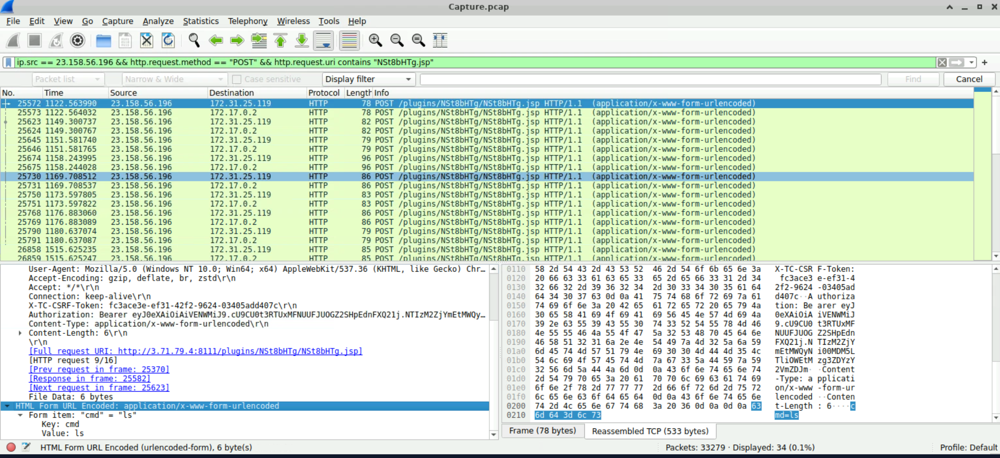 Capture.pcap
File Edit View Go Capture Analyze Statistics Telephony Wireless Tools Help
ip.src == 23.158.56.196 && http.request.method == "POST" && http.request.uri contains "NSt8bHTg.jsp"
Packet list Narrow & Wide Case sensitive Display filter Find Cancel
No. Time Source Destination Protocol Length Info
25572 1122.563990 23.158.56.196 172.31.25.119 HTTP 78 POST /plugins/NSt8bHTg/NSt8bHTg.jsp HTTP/1.1 (application/x-www-form-urlencoded)
25573 1122.564032 23.158.56.196 172.17.0.2 HTTP 78 POST /plugins/NSt8bHTg/NSt8bHTg.jsp HTTP/1.1 (application/x-www-form-urlencoded)
25623 1149.300737 23.158.56.196 172.31.25.119 HTTP 82 POST /plugins/NSt8bHTg/NSt8bHTg.jsp HTTP/1.1 (application/x-www-form-urlencoded)
25624 1149.300767 23.158.56.196 172.17.0.2 HTTP 82 POST /plugins/NSt8bHTg/NSt8bHTg.jsp HTTP/1.1 (application/x-www-form-urlencoded)
25645 1151.581740 23.158.56.196 172.31.25.119 HTTP 79 POST /plugins/NSt8bHTg/NSt8bHTg.jsp HTTP/1.1 (application/x-www-form-urlencoded)
25646 1151.581765 23.158.56.196 172.17.0.2 HTTP 79 POST /plugins/NSt8bHTg/NSt8bHTg.jsp HTTP/1.1 (application/x-www-form-urlencoded)
25674 1158.243995 23.158.56.196 172.31.25.119 HTTP 96 POST /plugins/NSt8bHTg/NSt8bHTg.jsp HTTP/1.1 (application/x-www-form-urlencoded)
25675 1158.244028 23.158.56.196 172.17.0.2 HTTP 96 POST /plugins/NSt8bHTg/NSt8bHTg.jsp HTTP/1.1 (application/x-www-form-urlencoded)
25730 1169.708512 23.158.56.196 172.31.25.119 HTTP 86 POST /plugins/NSt8bHTg/NSt8bHTg.jsp HTTP/1.1 (application/x-www-form-urlencoded)
25731 1169.708537 23.158.56.196 172.17.0.2 HTTP 86 POST /plugins/NSt8bHTg/NSt8bHTg.jsp HTTP/1.1 (application/x-www-form-urlencoded)
25750 1173.597805 23.158.56.196 172.31.25.119 HTTP 83 POST /plugins/NSt8bHTg/NSt8bHTg.jsp HTTP/1.1 (application/x-www-form-urlencoded)
25751 1173.597822 23.158.56.196 172.17.0.2 HTTP 83 POST /plugins/NSt8bHTg/NSt8bHTg.jsp HTTP/1.1 (application/x-www-form-urlencoded)
25768 1176.883060 23.158.56.196 172.31.25.119 HTTP 86 POST /plugins/NSt8bHTg/NSt8bHTg.jsp HTTP/1.1 (application/x-www-form-urlencoded)
25769 1176.883089 23.158.56.196 172.17.0.2 HTTP 86 POST /plugins/NSt8bHTg/NSt8bHTg.jsp HTTP/1.1 (application/x-www-form-urlencoded)
25790 1180.637074 23.158.56.196 172.31.25.119 HTTP 79 POST /plugins/NSt8bHTg/NSt8bHTg.jsp HTTP/1.1 (application/x-www-form-urlencoded)
25791 1180.637087 23.158.56.196 172.17.0.2 HTTP 79 POST /plugins/NSt8bHTg/NSt8bHTg.jsp HTTP/1.1 (application/x-www-form-urlencoded)
26858 1515.625235 23.158.56.196 172.31.25.119 HTTP 85 POST /plugins/NSt8bHTg/NSt8bHTg.jsp HTTP/1.1 (application/x-www-form-urlencoded)
26859 1515.625247 23.158.56.196 172.17.0.2 HTTP 85 POST /plugins/NSt8bHTg/NSt8bHTg.jsp HTTP/1.1 (application/x-www-form-urlencoded)
User-Agent: Mozilla/5.0 (Windows NT 10.0; Win64; x64) AppleWebKit/537.36 (KHTML, like Gecko) Chr…
Accept-Encoding: gzip, deflate, br, zstd\r\n
Accept: */*\r\n
Connection: keep-alive\r\n
X-TC-CSRF-Token: fc3ace3e-ef31-42f2-9624-03405add407c\r\n
Authorization: Bearer eyJ0eXAiOiAiVENWMiJ9.cU9CU0t3RTUxMFNUUFJUOGZ2SHpEdnFXQ21j.NTIzM2ZjYmEtMWQy…
Content-Type: application/x-www-form-urlencoded\r\n
Content-Length: 6\r\n
\r\n
[Full request URI: http://3.71.79.4:8111/plugins/NSt8bHTg/NSt8bHTg.jsp]
[HTTP request 9/16]
[Prev request in frame: 25370]
[Response in frame: 25582]
[Next request in frame: 25623]
File Data: 6 bytes
HTML Form URL Encoded: application/x-www-form-urlencoded
Form item: "cmd" = "ls"
Key: cmd
Value: ls
0110 58 2d 54 43 2d 43 53 52 46 2d 54 6f 6b 65 6e 3a X-TC-CSR F-Token:
0120 20 66 63 33 61 63 65 33 65 2d 65 66 33 31 2d 34 fc3ace3 e-ef31-4
0130 32 66 32 2d 39 36 32 34 2d 30 33 34 30 35 61 64 2f2-9624 -03405ad
0140 64 34 30 37 63 0d 0a 41 75 74 68 6f 72 69 7a 61 d407c··A uthoriza
0150 74 69 6f 6e 3a 20 42 65 61 72 65 72 20 65 79 4a tion: Be arer eyJ
0160 30 65 58 41 69 4f 69 41 69 56 45 4e 57 4d 69 4a 0eXAiOiA iVENWMiJ
0170 39 2e 63 55 39 43 55 30 74 33 52 54 55 78 4d 46 9.cU9CU0 t3RTUxMF
0180 4e 55 55 46 4a 55 4f 47 5a 32 53 48 70 45 64 6e NUUFJUOG Z2SHpEdn
0190 46 58 51 32 31 6a 2e 4e 54 49 7a 4d 32 5a 6a 59 FXQ21j.N TIzM2ZjY
01a0 6d 45 74 4d 57 51 79 4e 69 30 30 4d 44 4d 35 4c mEtMWQyN i00MDM5L
01b0 54 6c 69 4f 57 45 74 4d 7a 67 33 5a 44 59 7a 59 TliOWEtM zg3ZDYzY
01c0 32 56 6d 5a 44 4a 6d 0d 0a 43 6f 6e 74 65 6e 74 2VmZDJm· ·Content
01d0 2d 54 79 70 65 3a 20 61 70 70 6c 69 63 61 74 69 -Type: a pplicati
01e0 6f 6e 2f 78 2d 77 77 77 2d 66 6f 72 6d 2d 75 72 on/x-www -form-ur
01f0 6c 65 6e 63 6f 64 65 64 0d 0a 43 6f 6e 74 65 6e lencoded ··Conten
0200 74 2d 4c 65 6e 67 74 68 3a 20 36 0d 0a 0d 0a 63 t-Length : 6····c
0210 6d 64 3d 6c 73 md=ls
Frame (78 bytes) Reassembled TCP (533 bytes)
HTML Form URL Encoded (urlencoded-form), 6 byte(s) Packets: 33279 · Displayed: 34 (0.1%) Profile: Default